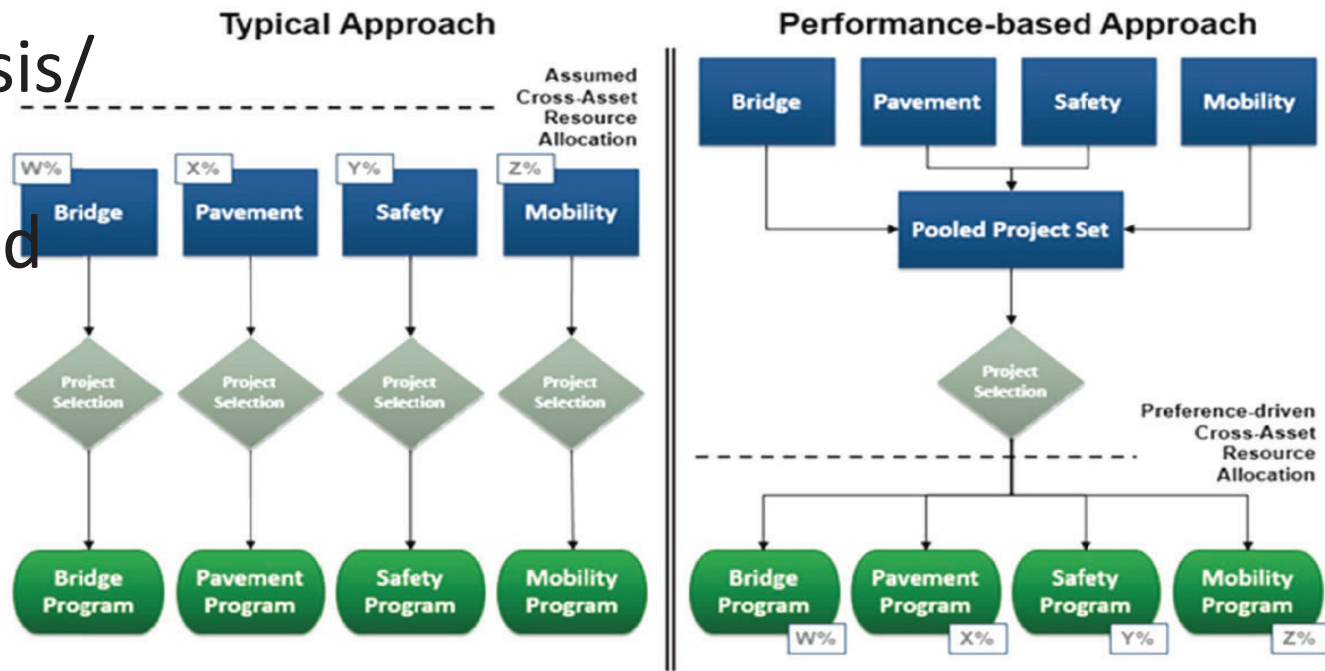 Typical Approach
sis/
d
Assumed
Cross-Asset
Resource
Allocation
W%
X%
Y%
Z%
Bridge
Pavement
Safety
Mobility
Project
Selection
Project
Selection
Project
Selection
Project
Selection
Bridge
Program
Pavement
Program
Safety
Program
Mobility
Program
Performance-based Approach
Bridge
Pavement
Safety
Mobility
Pooled Project Set
Project
Selection
Preference-driven
Cross-Asset
Resource
Allocation
Bridge
Program
Pavement
Program
Safety
Program
Mobility
Program
W%
X%
Y%
Z%